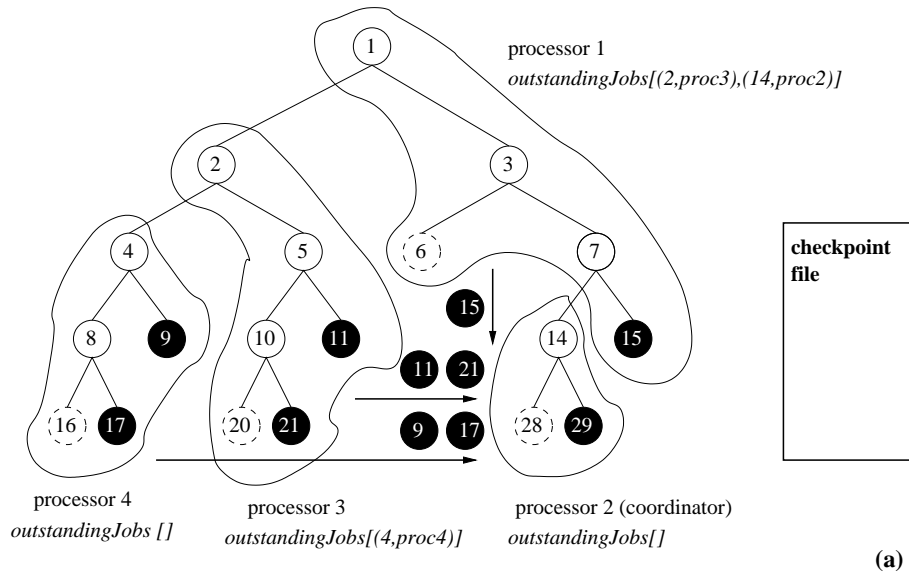 1
processor 1
outstandingJobs[(2,proc3),(14,proc2)]
2
3
4
5
6
7
checkpoint
file
15
8
9
10
11
14
15
11
21
16
17
20
21
9
17
28
29
processor 4
outstandingJobs []
processor 3
outstandingJobs[(4,proc4)]
processor 2 (coordinator)
outstandingJobs[]
(a)